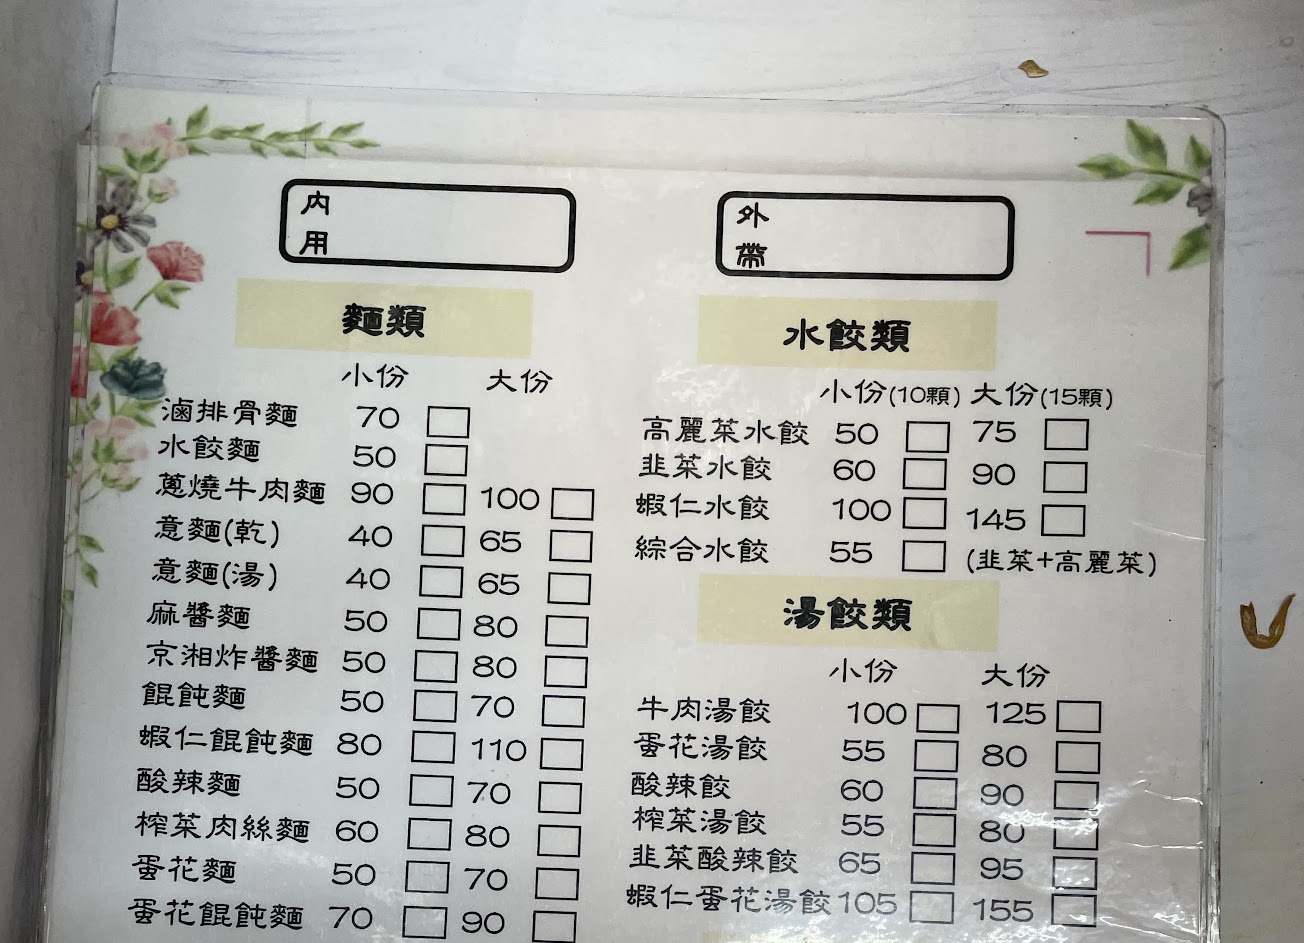 內用
外帶
麵類
小份 大份
滷排骨麵 70
水餃麵 50
蔥燒牛肉麵 90 100
意麵(乾) 40 65
意麵(湯) 40 65
麻醬麵 50 80
京湘炸醬麵 50 80
餛飩麵 50 70
蝦仁餛飩麵 80 110
酸辣麵 50 70
榨菜肉絲麵 60 80
蛋花麵 50 70
蛋花餛飩麵 70 90
水餃類
小份(10顆) 大份(15顆)
高麗菜水餃 50 75
韭菜水餃 60 90
蝦仁水餃 100 145
綜合水餃 55 (韭菜+高麗菜)
湯餃類
小份 大份
牛肉湯餃 100 125
蛋花湯餃 55 80
酸辣餃 60 90
榨菜湯餃 55 80
韭菜酸辣餃 65 95
蝦仁蛋花湯餃 105 155